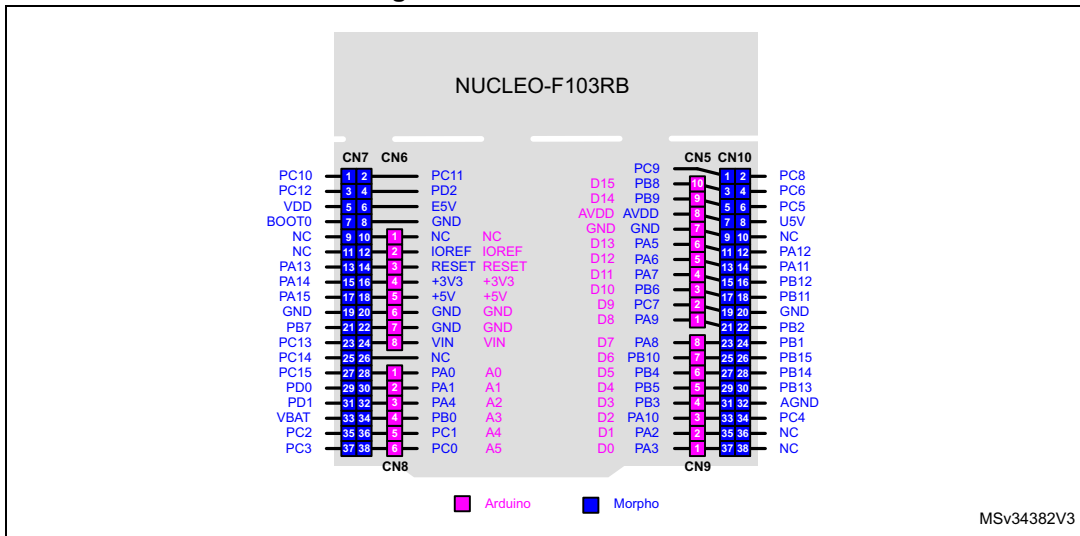 NUCLEO-F103RB
CN7 CN6 CN5 CN10
PC9
PC10 1 2 PC11 1 2 PC8
PC12 3 4 PD2 D15 PB8 10 3 4 PC6
VDD 5 6 E5V D14 PB9 9 5 6 PC5
BOOT0 7 8 GND AVDD AVDD 8 7 8 U5V
NC 9 10 1 NC NC GND GND 7 9 10 NC
NC 11 12 2 IOREF IOREF D13 PA5 6 11 12 PA12
PA13 13 14 3 RESET RESET D12 PA6 5 13 14 PA11
PA14 15 16 4 +3V3 +3V3 D11 PA7 4 15 16 PB12
PA15 17 18 5 +5V +5V D10 PB6 3 17 18 PB11
GND 19 20 6 GND GND D9 PC7 2 19 20 GND
PB7 21 22 7 GND GND D8 PA9 1 21 22 PB2
PC13 23 24 8 VIN VIN D7 PA8 8 23 24 PB1
PC14 25 26 NC D6 PB10 7 25 26 PB15
PC15 27 28 1 PA0 A0 D5 PB4 6 27 28 PB14
PD0 29 30 2 PA1 A1 D4 PB5 5 29 30 PB13
PD1 31 32 3 PA4 A2 D3 PB3 4 31 32 AGND
VBAT 33 34 4 PB0 A3 D2 PA10 3 33 34 PC4
PC2 35 36 5 PC1 A4 D1 PA2 2 35 36 NC
PC3 37 38 6 PC0 A5 D0 PA3 1 37 38 NC
CN8 CN9
Arduino Morpho
MSv34382V3